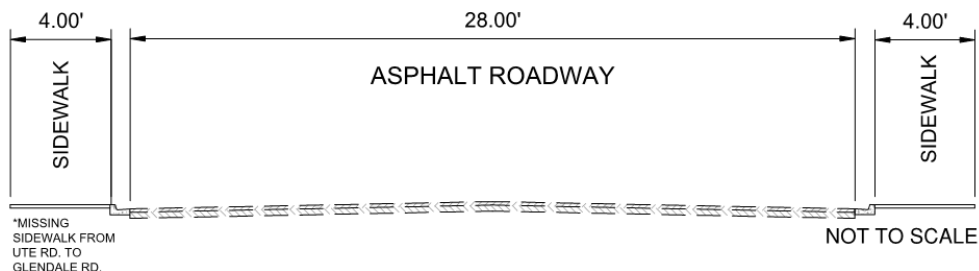 4.00' 28.00' 4.00'
ASPHALT ROADWAY
SIDEWALK
SIDEWALK
*MISSING
SIDEWALK FROM
UTE RD. TO
GLENDALE RD.
NOT TO SCALE